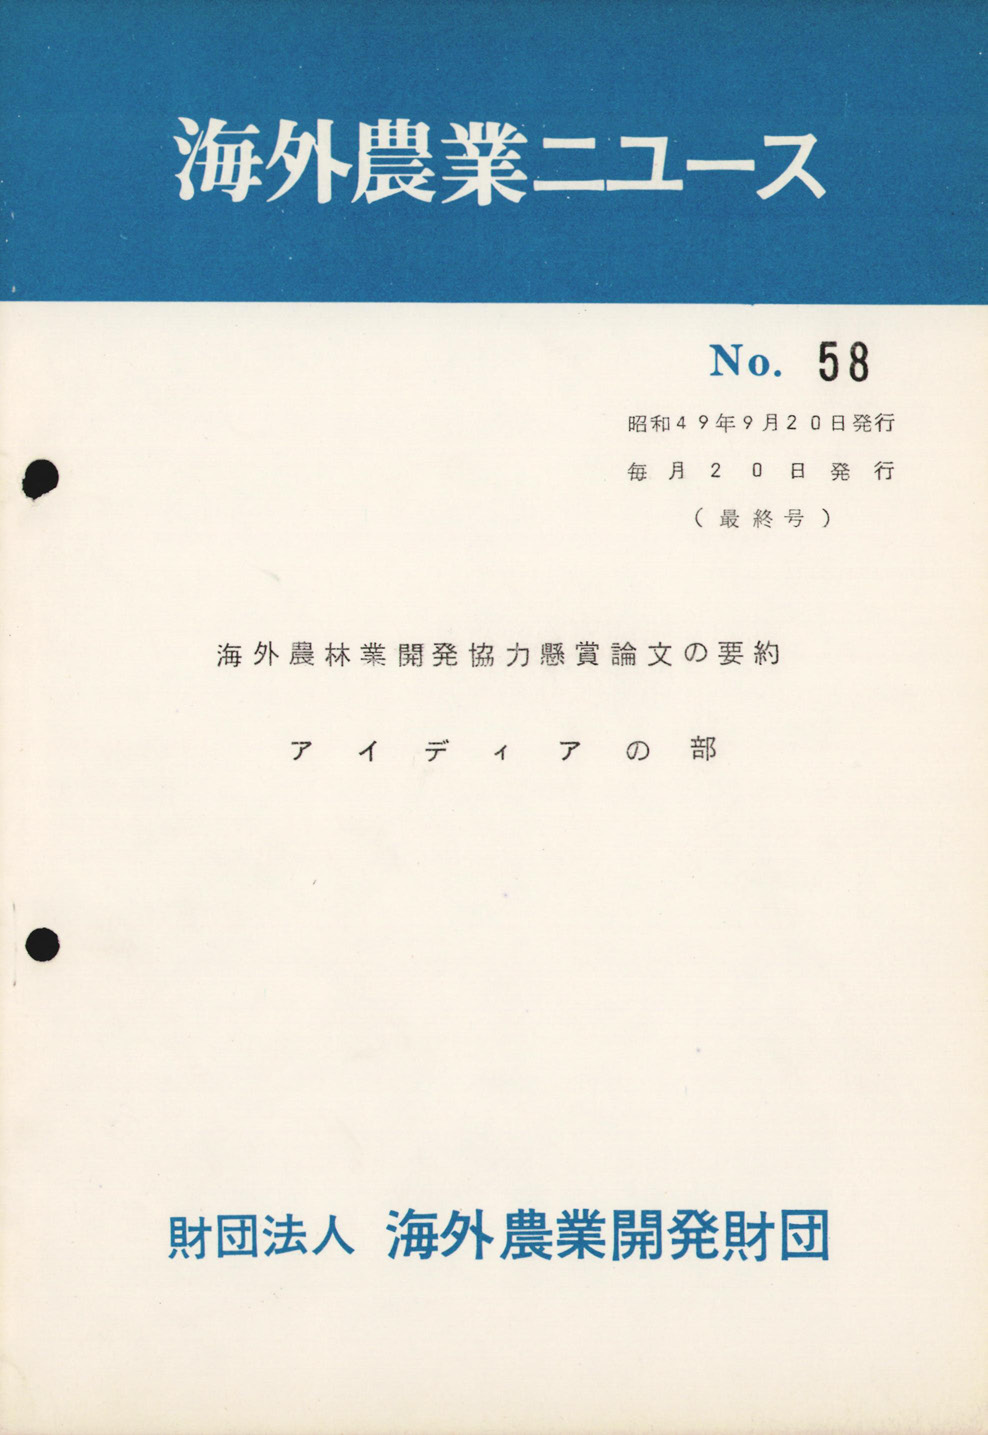 海外農業ニュース
No. 58
昭和49年9月20日発行
毎月20日発行
(最終号)
海外農林業開発協力懸賞論文の要約
アイディアの部
財団法人 海外農業開発財団